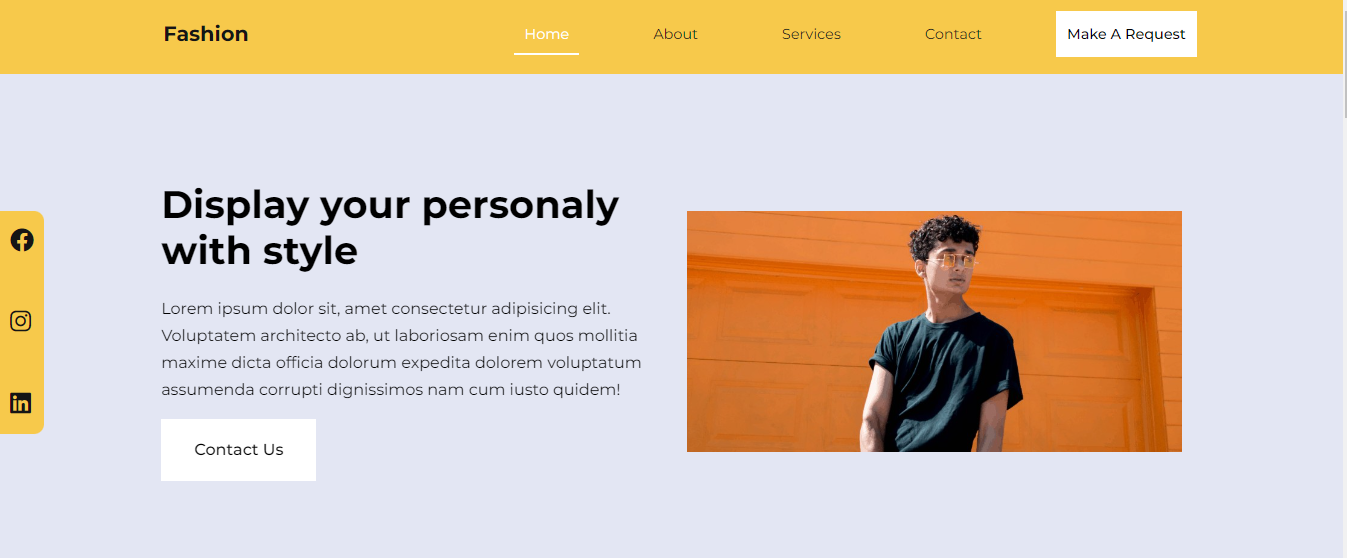 Fashion
Home
About
Services
Contact
Make A Request
Display your personaly
with style
Lorem ipsum dolor sit, amet consectetur adipisicing elit.
Voluptatem architecto ab, ut laboriosam enim quos mollitia
maxime dicta officia dolorum expedita dolorem voluptatum
assumenda corrupti dignissimos nam cum iusto quidem!
Contact Us